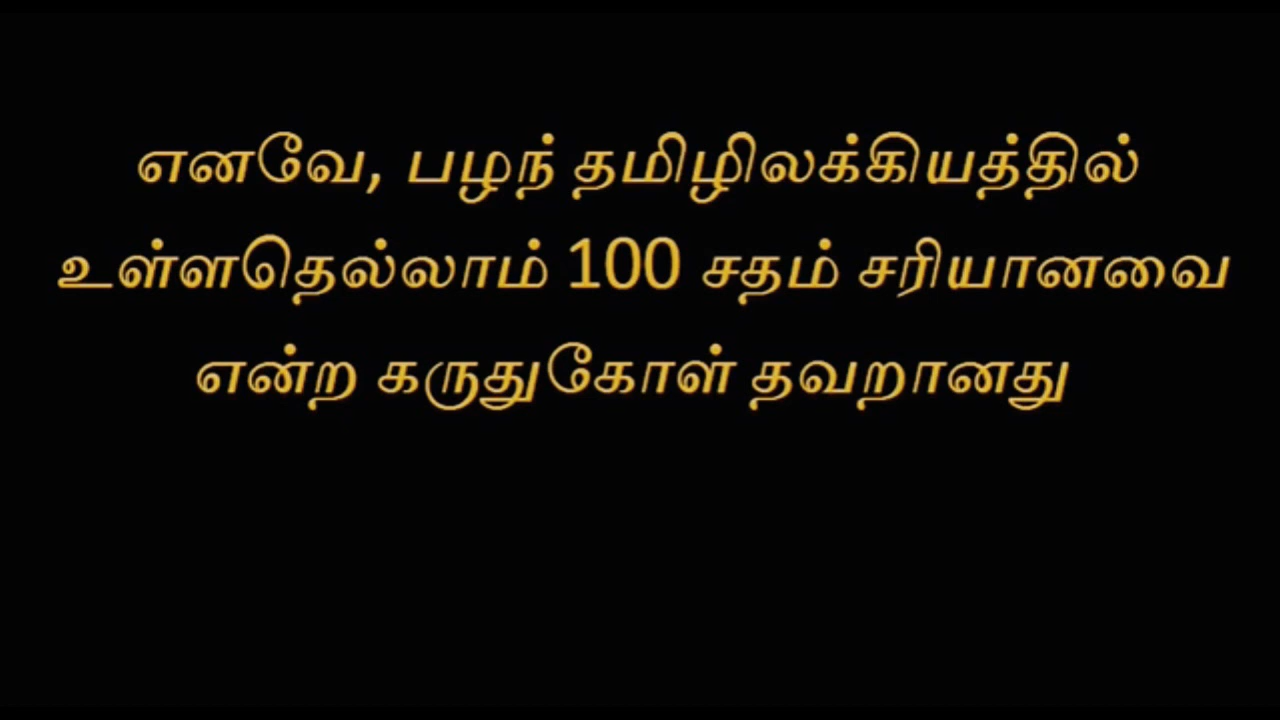 எனவே, பழந் தமிழிலக்கியத்தில்
உள்ளதெல்லாம் 100 சதம் சரியானவை
என்ற கருதுகோள் தவறானது